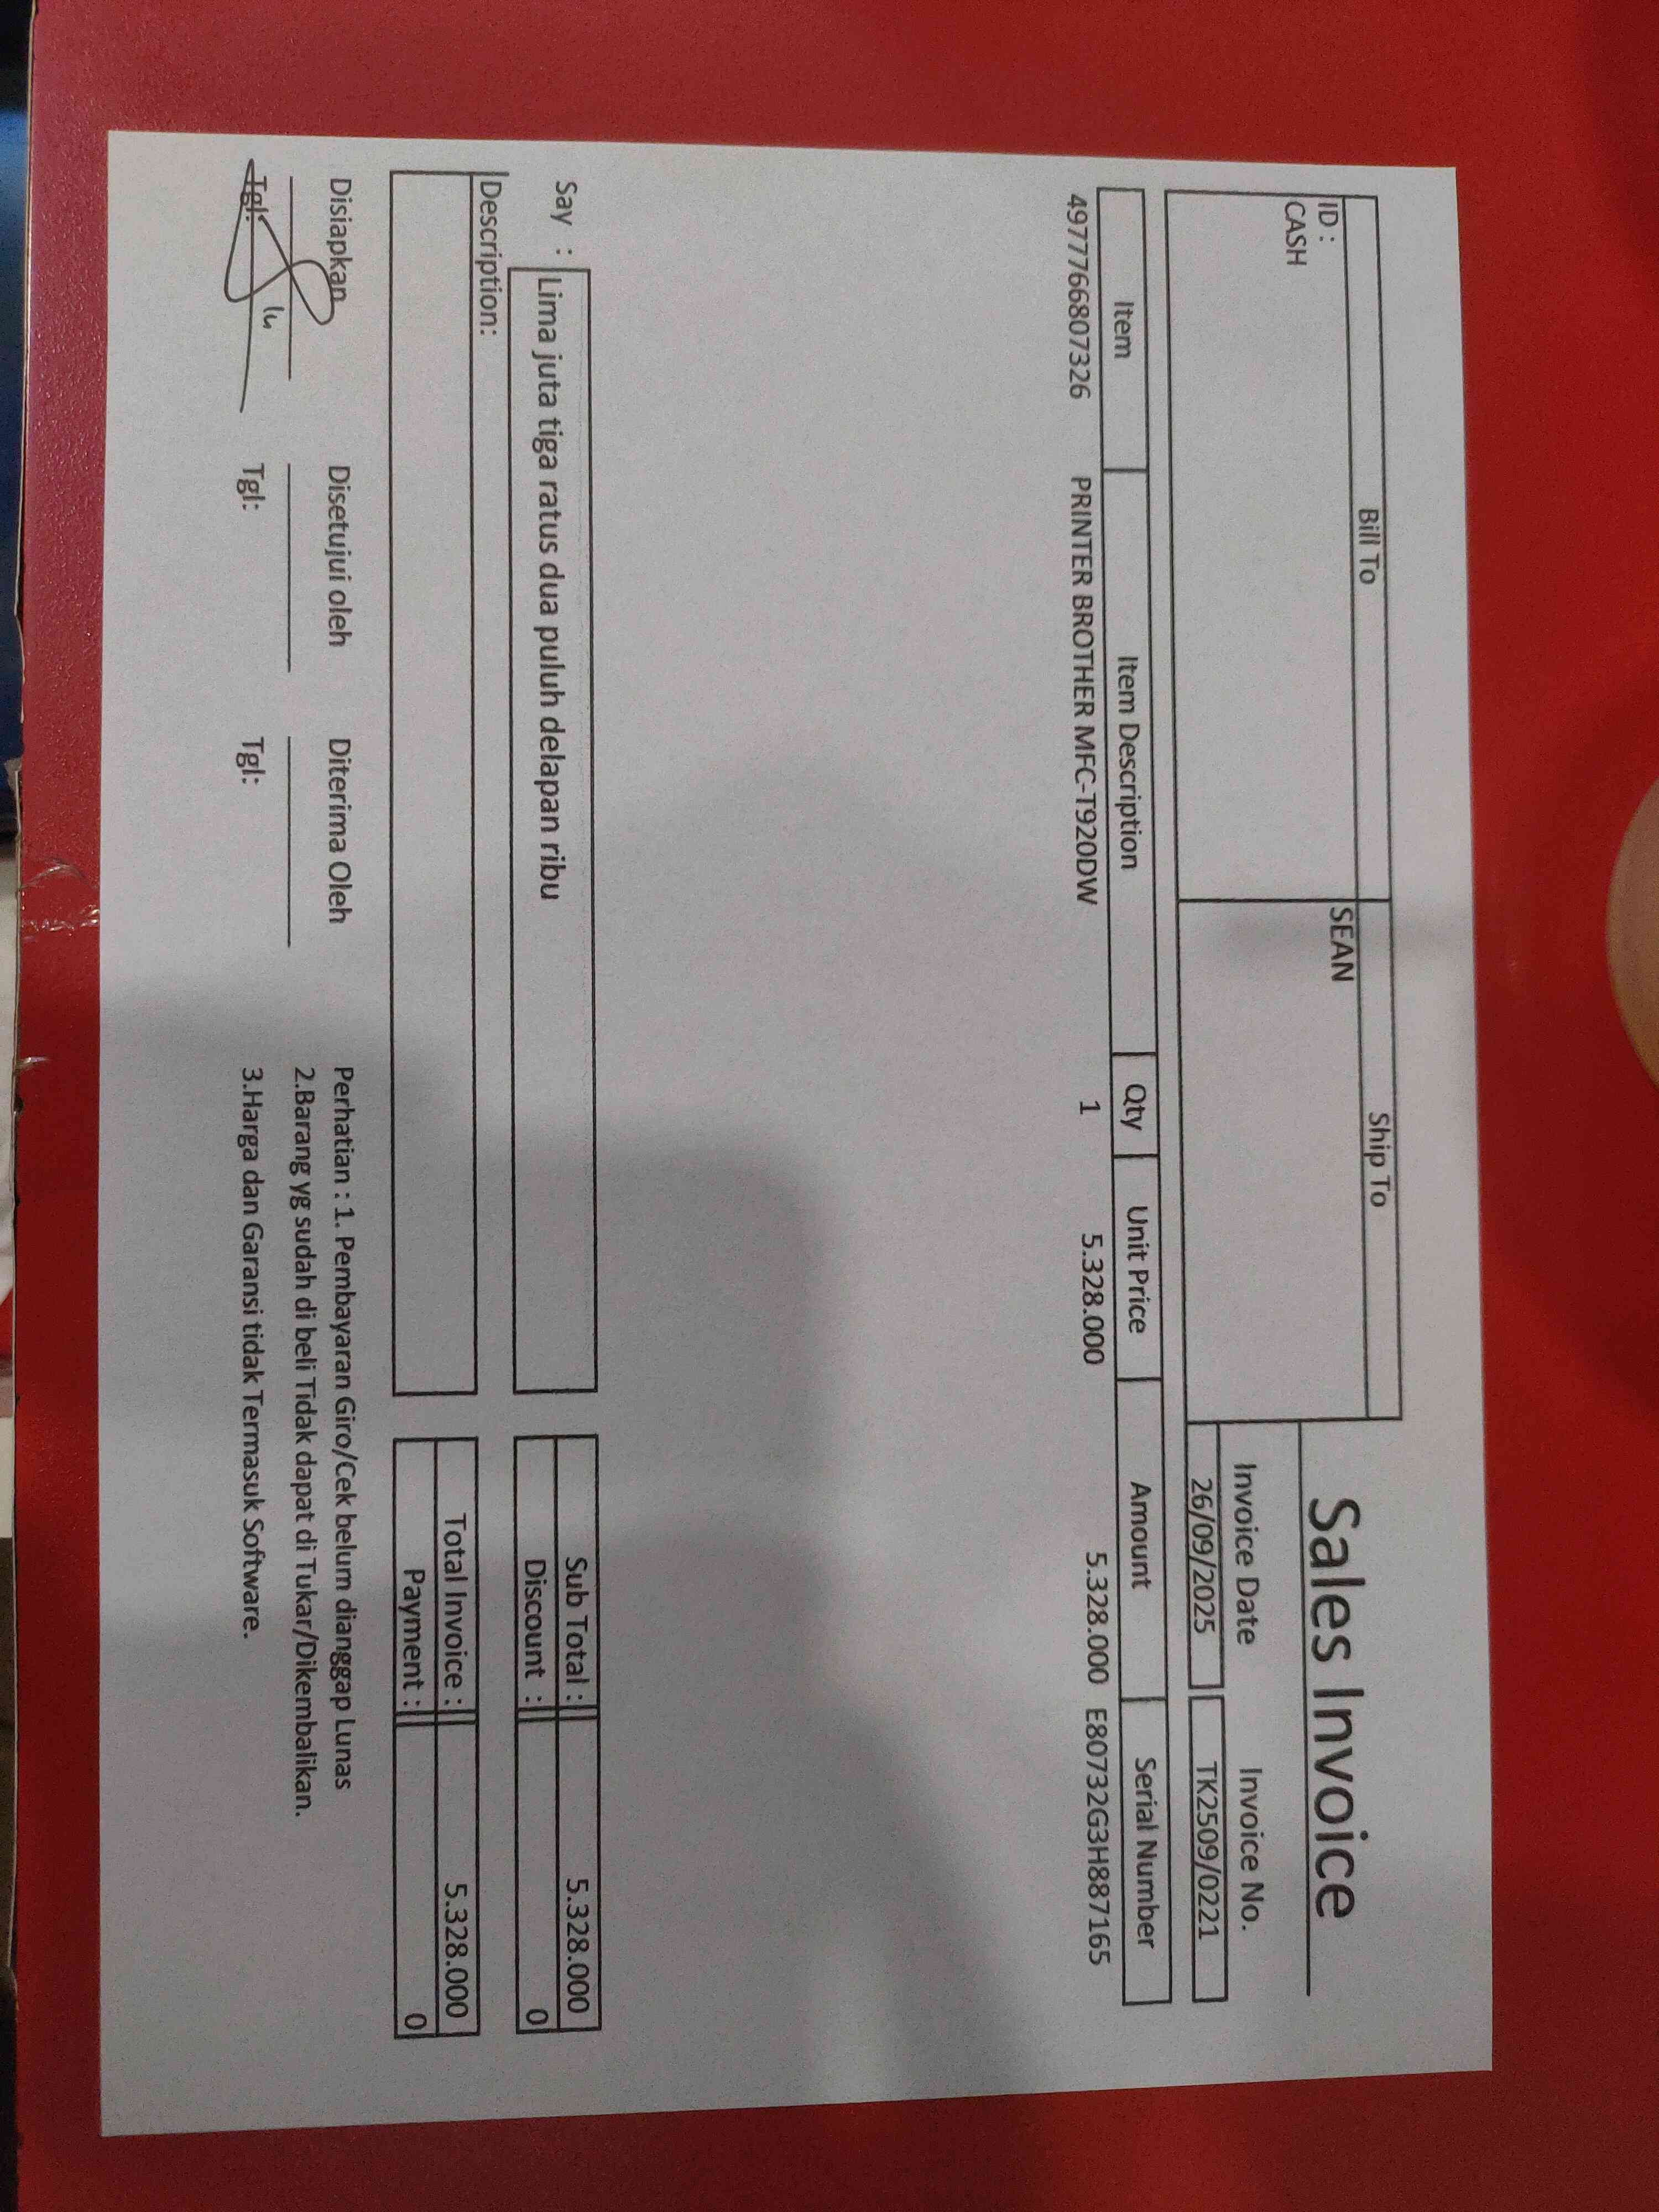 Sales Invoice
Bill To
Ship To
ID :
CASH
SEAN
Invoice Date
Invoice No.
26/09/2025
TK2509/0221
Item
Item Description
Qty
Unit Price
Amount
Serial Number
4977766807326
PRINTER BROTHER MFC-T920DW
1
5.328.000
5.328.000
E80732G3H887165
Say :
Lima juta tiga ratus dua puluh delapan ribu
Sub Total :
5.328.000
Discount :
0
Description:
Total Invoice :
5.328.000
Payment :
0
Disiapkan
Disetujui oleh
Diterima Oleh
Tgl:
Tgl:
Tgl:
Perhatian : 1. Pembayaran Giro/Cek belum dianggap Lunas
2.Barang yg sudah di beli Tidak dapat di Tukar/Dikembalikan.
3.Harga dan Garansi tidak Termasuk Software.